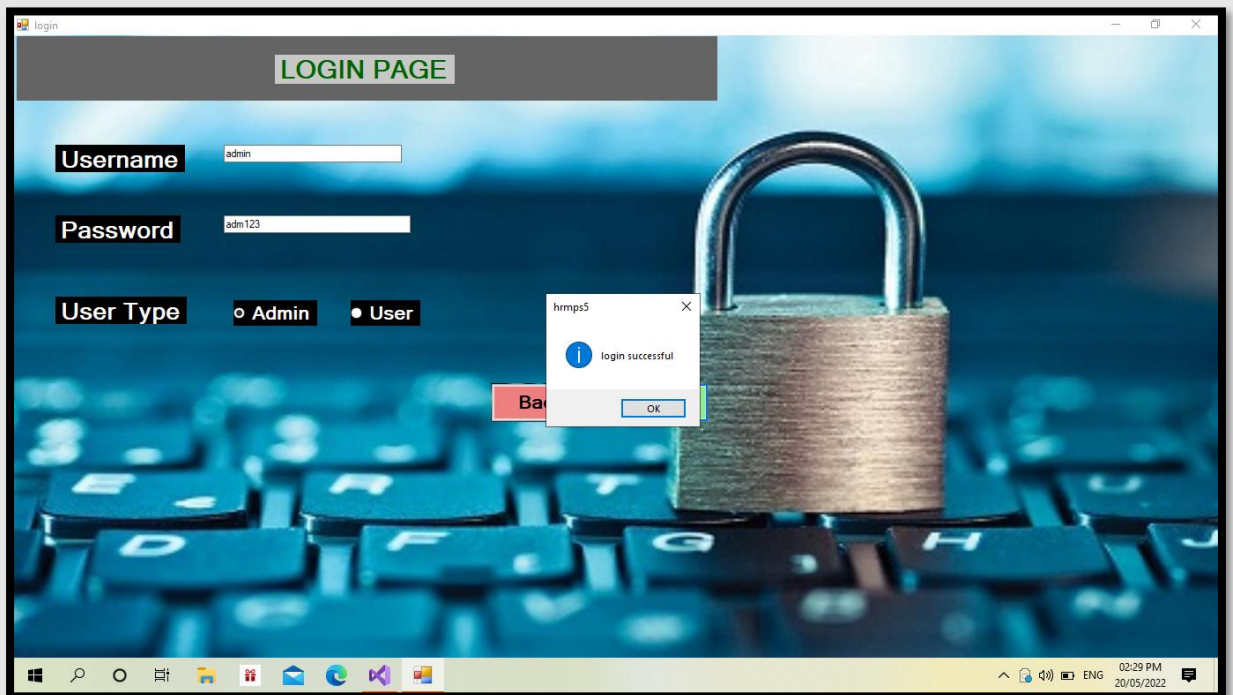 login
LOGIN PAGE
Username
admin
Password
adm123
User Type
Admin
User
hrmps5
login successful
OK
Ba
E
R
T
D
F
G
H
J
ENG
02:29 PM
20/05/2022